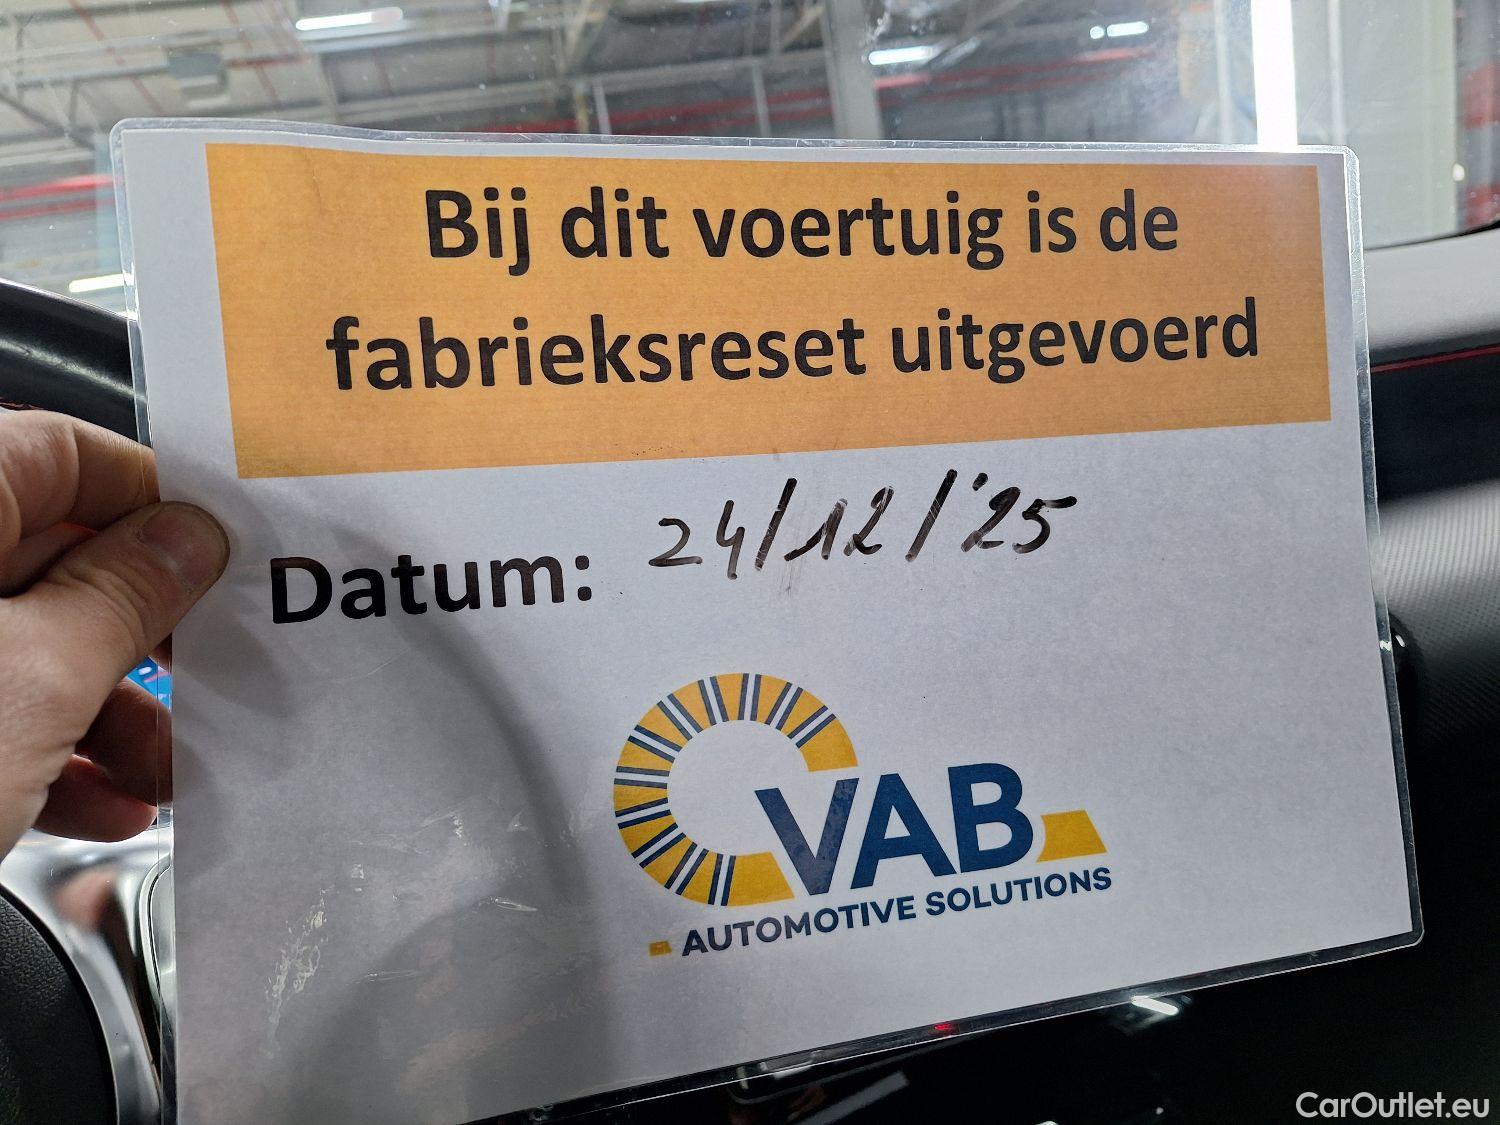 Bij dit voertuig is de
fabrieksreset uitgevoerd
Datum: 24/12/'25
VAB
AUTOMOTIVE SOLUTIONS
CarOutlet.eu